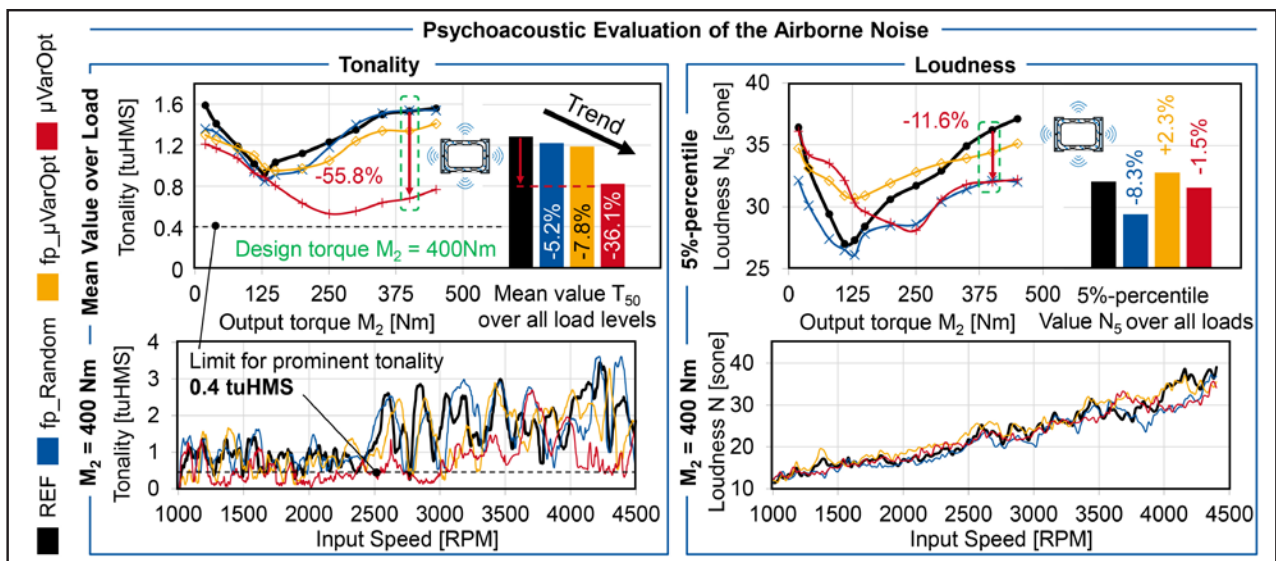 Psychoacoustic Evaluation of the Airborne Noise
REF
fp_Random
fp_µVarOpt
µVarOpt
Tonality
Mean Value over Load
Tonality [tuHMS]
1.6
1.2
0.8
0.4
0
-55.8%
Design torque M₂ = 400Nm
0 125 250 375 500
Output torque M₂ [Nm]
Trend
-5.2%
-7.8%
-36.1%
Mean value T₅₀
over all load levels
M₂ = 400 Nm
Tonality [tuHMS]
4
3
2
1
0
Limit for prominent tonality
0.4 tuHMS
1000 1500 2000 2500 3000 3500 4000 4500
Input Speed [RPM]
Loudness
5%-percentile
Loudness N₅ [sone]
40
35
30
25
-11.6%
0 125 250 375 500
Output torque M₂ [Nm]
-8.3%
+2.3%
-1.5%
5%-percentile
Value N₅ over all loads
M₂ = 400 Nm
Loudness N [sone]
40
30
20
10
1000 1500 2000 2500 3000 3500 4000 4500
Input Speed [RPM]